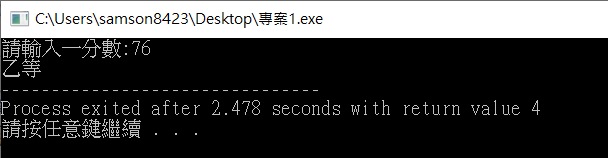 C:\Users\samson8423\Desktop\專案1.exe
請輸入一分數:76
乙等
--------------------------------
Process exited after 2.478 seconds with return value 4
請按任意鍵繼續 . . .